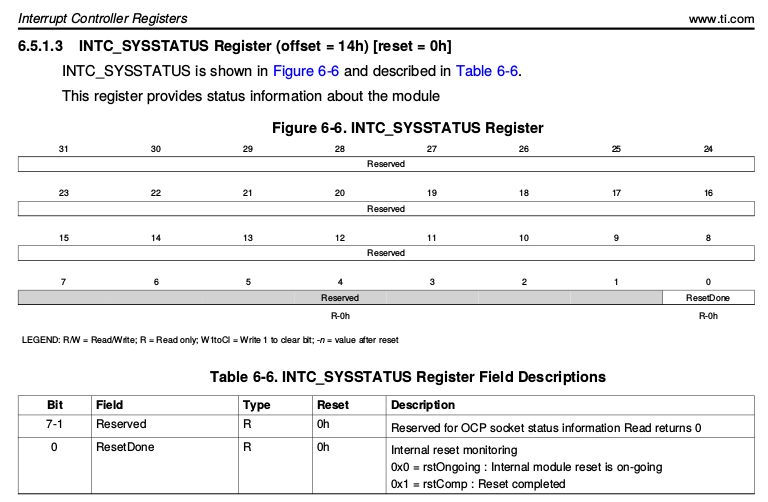 Interrupt Controller Registers www.ti.com
6.5.1.3 INTC_SYSSTATUS Register (offset = 14h) [reset = 0h]
INTC_SYSSTATUS is shown in Figure 6-6 and described in Table 6-6.
This register provides status information about the module
Figure 6-6. INTC_SYSSTATUS Register
31 30 29 28 27 26 25 24
Reserved
23 22 21 20 19 18 17 16
Reserved
15 14 13 12 11 10 9 8
Reserved
7 6 5 4 3 2 1 0
Reserved ResetDone
R-0h R-0h
LEGEND: R/W = Read/Write; R = Read only; W1toCl = Write 1 to clear bit; -n = value after reset
Table 6-6. INTC_SYSSTATUS Register Field Descriptions
Bit Field Type Reset Description
7-1 Reserved R 0h Reserved for OCP socket status information Read returns 0
0 ResetDone R 0h Internal reset monitoring
0x0 = rstOngoing : Internal module reset is on-going
0x1 = rstComp : Reset completed